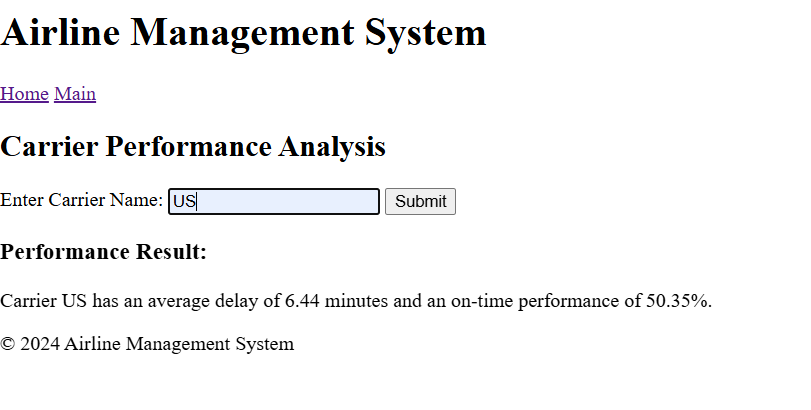 Airline Management System
Home Main
Carrier Performance Analysis
Enter Carrier Name: US Submit
Performance Result:
Carrier US has an average delay of 6.44 minutes and an on-time performance of 50.35%.
© 2024 Airline Management System